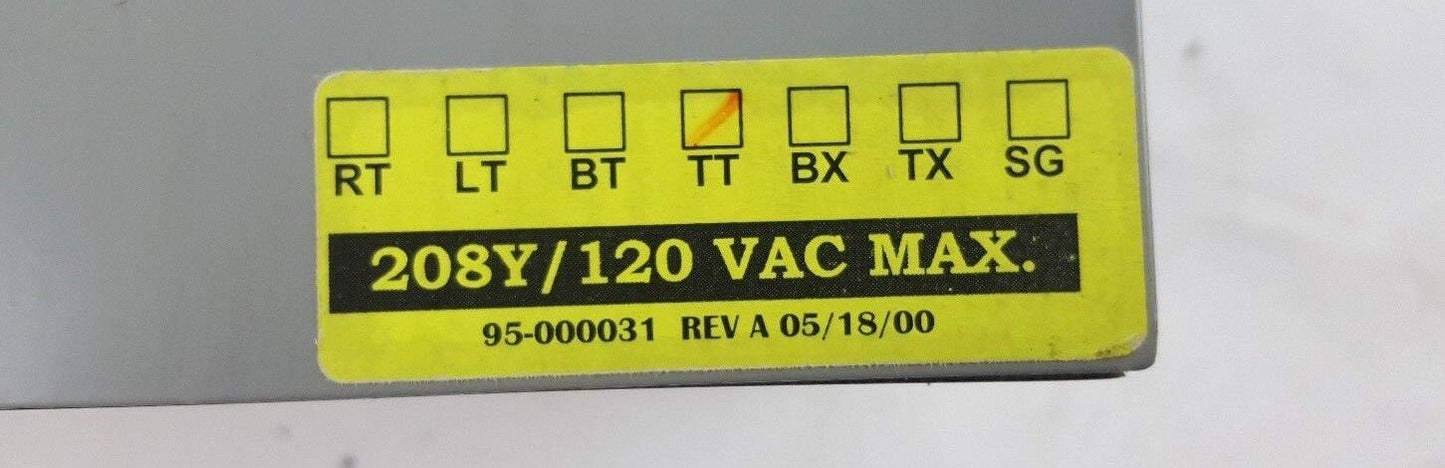 RT LT BT TT BX TX SG
208Y/120 VAC MAX.
95-000031 REV A 05/18/00